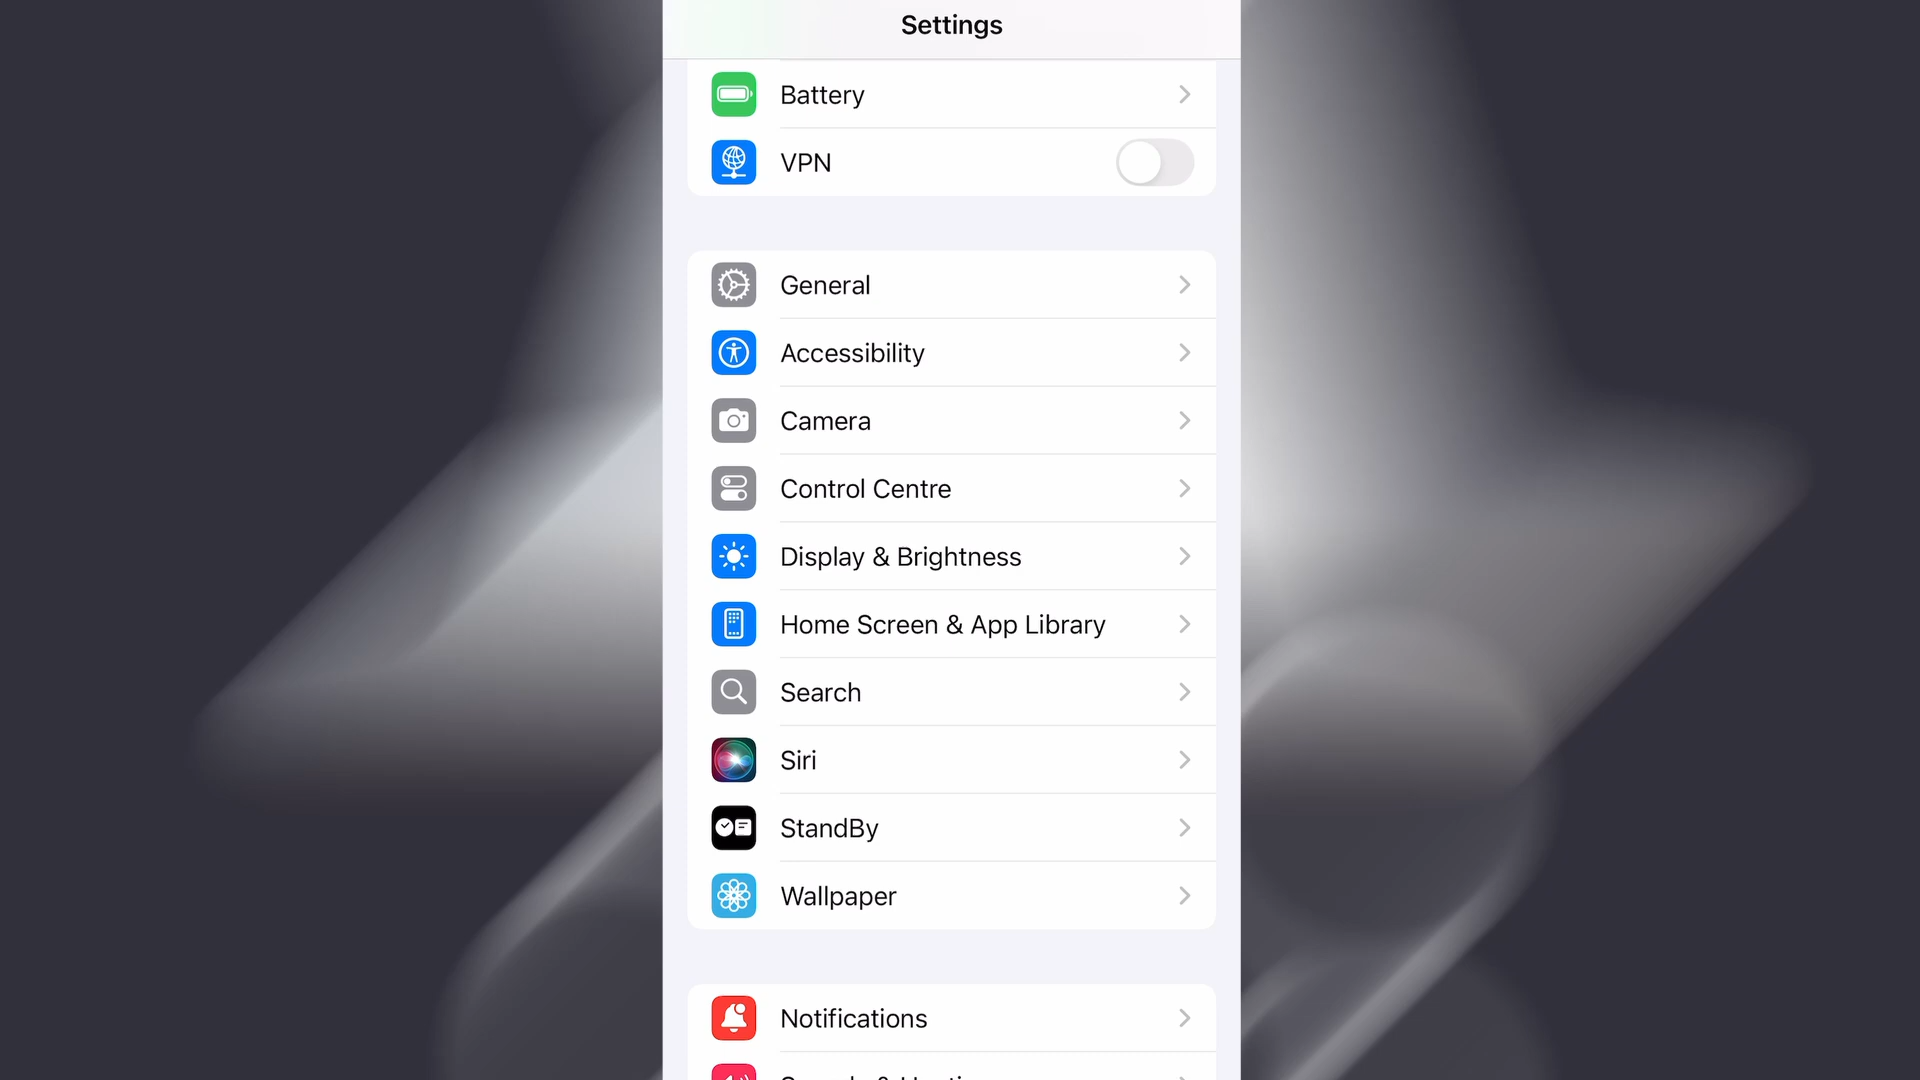 Settings
Battery
VPN
General
Accessibility
Camera
Control Centre
Display & Brightness
Home Screen & App Library
Search
Siri
StandBy
Wallpaper
Notifications